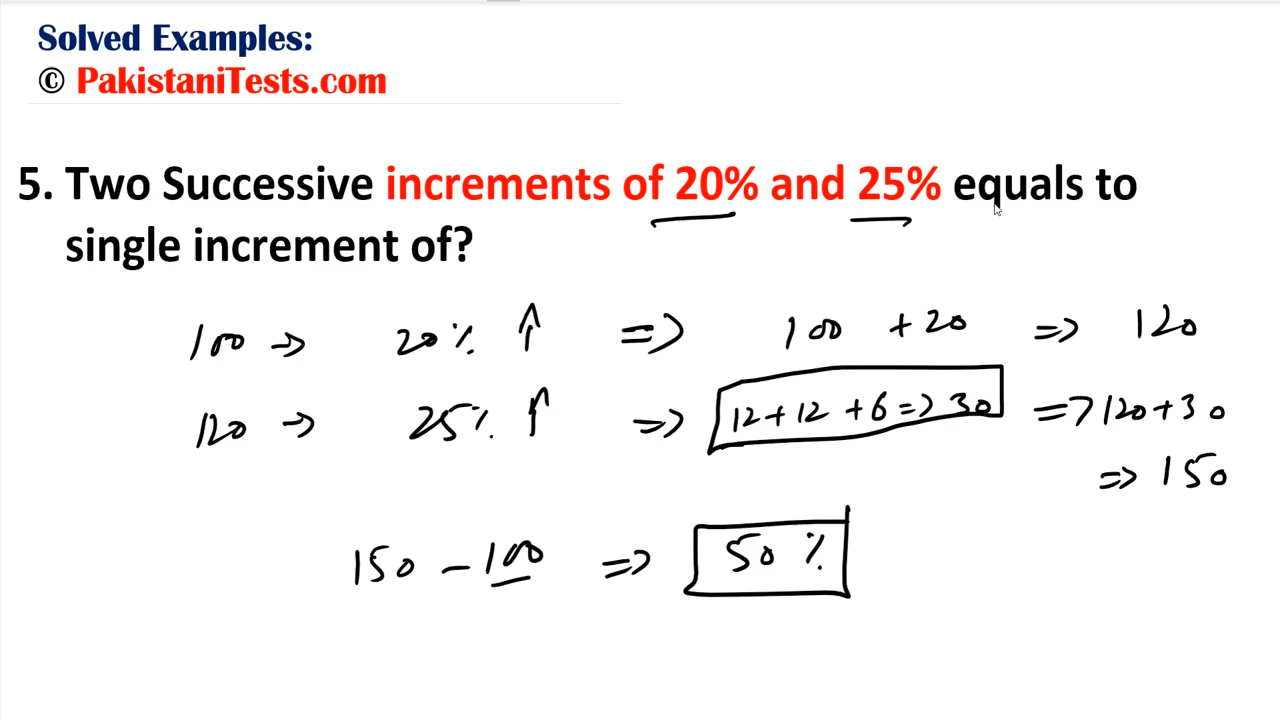 Solved Examples:
© PakistaniTests.com
5. Two Successive increments of 20% and 25% equals to
single increment of?
100 → 20% ↑ => 100 +20 => 120
120 → 25% ↑ => 12+12+6=>30 =>120+30
=> 150
150 - 100 => 50%